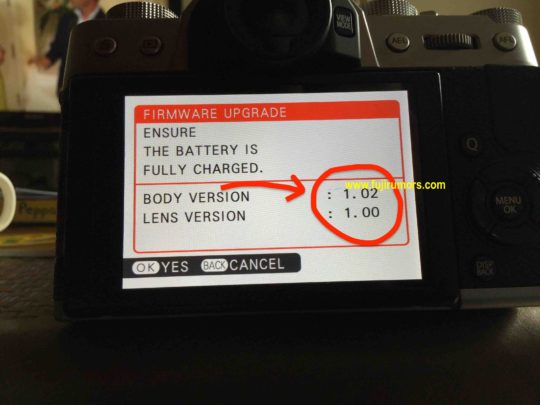 VIEW
MODE
AEL
AFL
FIRMWARE UPGRADE
ENSURE
THE BATTERY IS
FULLY CHARGED.
www.fujirumors.com
BODY VERSION : 1.02
LENS VERSION : 1.00
OK YES BACK CANCEL
Q
MENU
OK
DISP
BACK